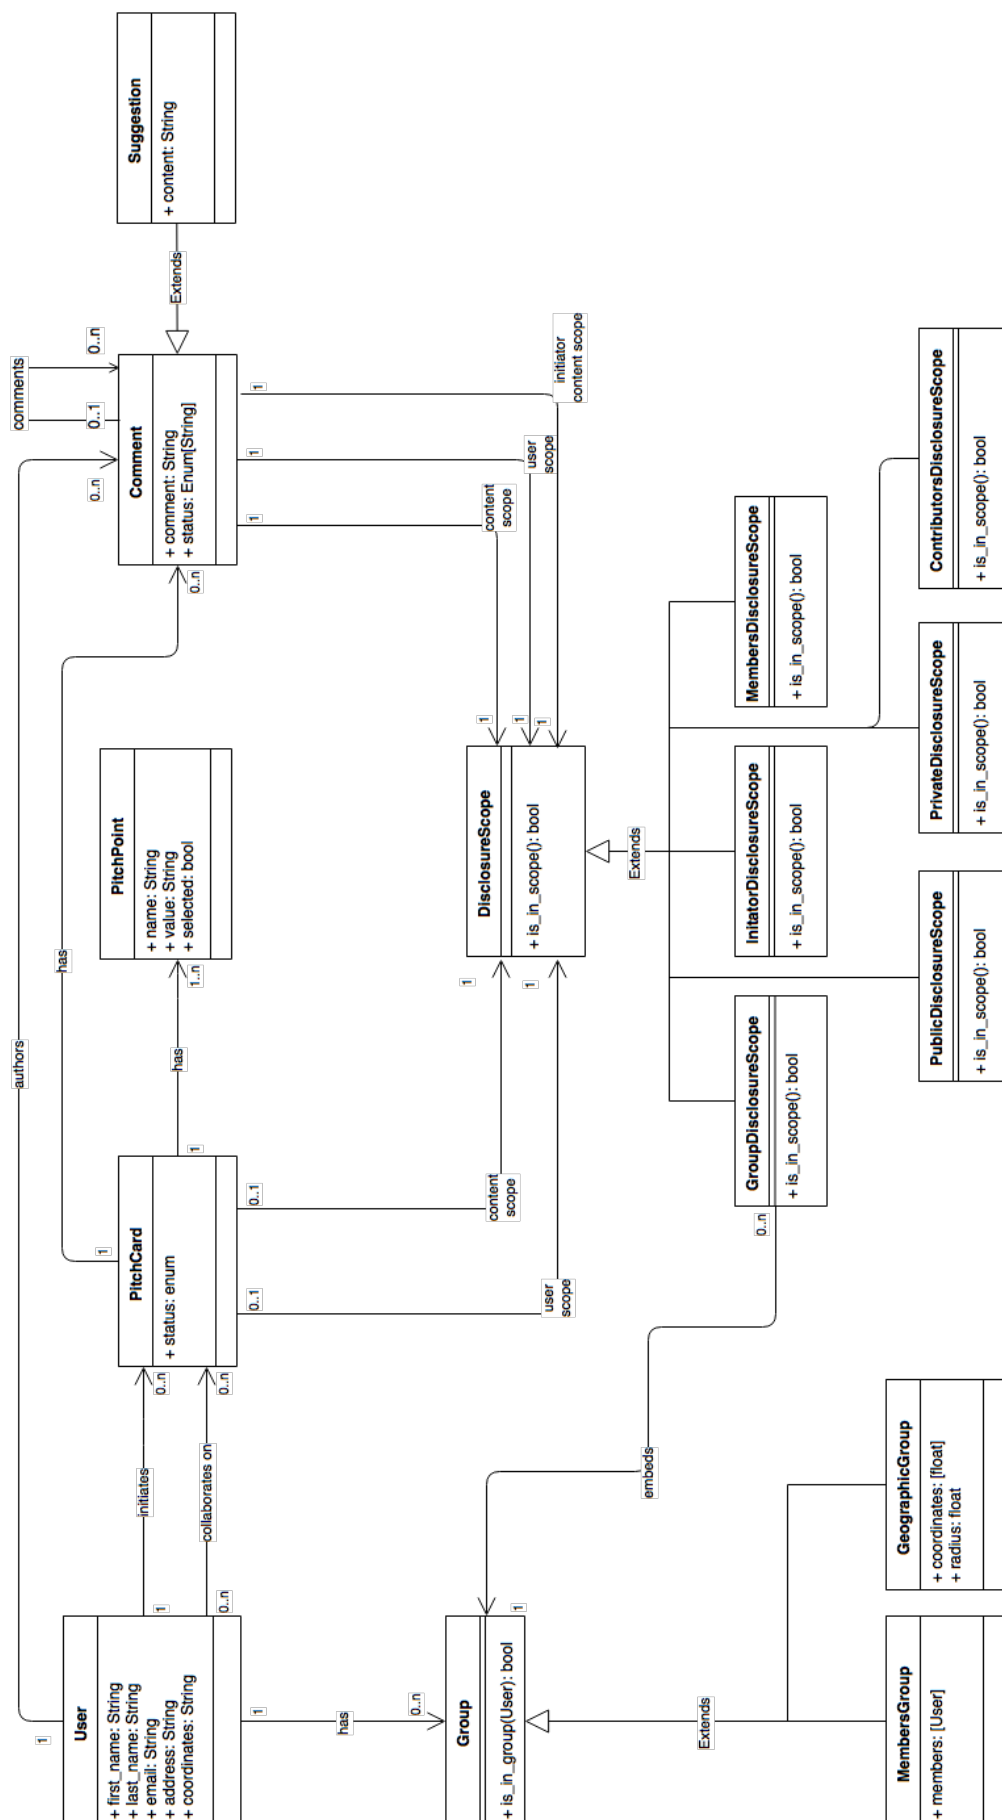 authors
comments
1
0..n
0..1
0..n
has
User
+ first_name: String
+ last_name: String
+ email: String
+ address: String
+ coordinates: String
1
initiates
0..n
0..n
collaborates on
0..n
PitchCard
+ status: enum
1
1
has
1..n
PitchPoint
+ name: String
+ value: String
+ selected: bool
0..n
Comment
+ comment: String
+ status: Enum[String]
Extends
Suggestion
+ content: String
1
has
0..n
0..1
0..1
content
scope
user
scope
1
1
1
1
1
content
scope
user
scope
initiator
content scope
1
1
1
Group
+ is_in_group(User): bool
1
DisclosureScope
+ is_in_scope(): bool
embeds
Extends
Extends
0..n
GroupDisclosureScope
+ is_in_scope(): bool
InitatorDisclosureScope
+ is_in_scope(): bool
MembersDisclosureScope
+ is_in_scope(): bool
MembersGroup
+ members: [User]
GeographicGroup
+ coordinates: [float]
+ radius: float
PublicDisclosureScope
+ is_in_scope(): bool
PrivateDisclosureScope
+ is_in_scope(): bool
ContributorsDisclosureScope
+ is_in_scope(): bool